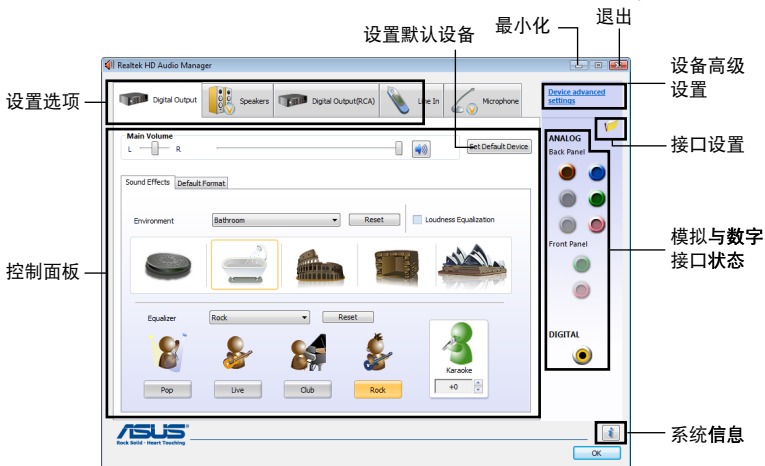 退出
最小化
设置默认设备
Realtek HD Audio Manager
设备高级
设置
设置选项
Digital Output
Speakers
Digital Output(RCA)
Line In
Microphone
Device advanced
settings
Main Volume
L
R
Set Default Device
接口设置
ANALOG
Back Panel
Sound Effects
Default Format
Environment
Bathroom
Reset
Loudness Equalization
Front Panel
模拟与数字
接口状态
控制面板
Equalizer
Rock
Reset
DIGITAL
Karaoke
Pop
Live
Club
Rock
+0
ASUS
Rock Solid · Heart Touching
系统信息
OK